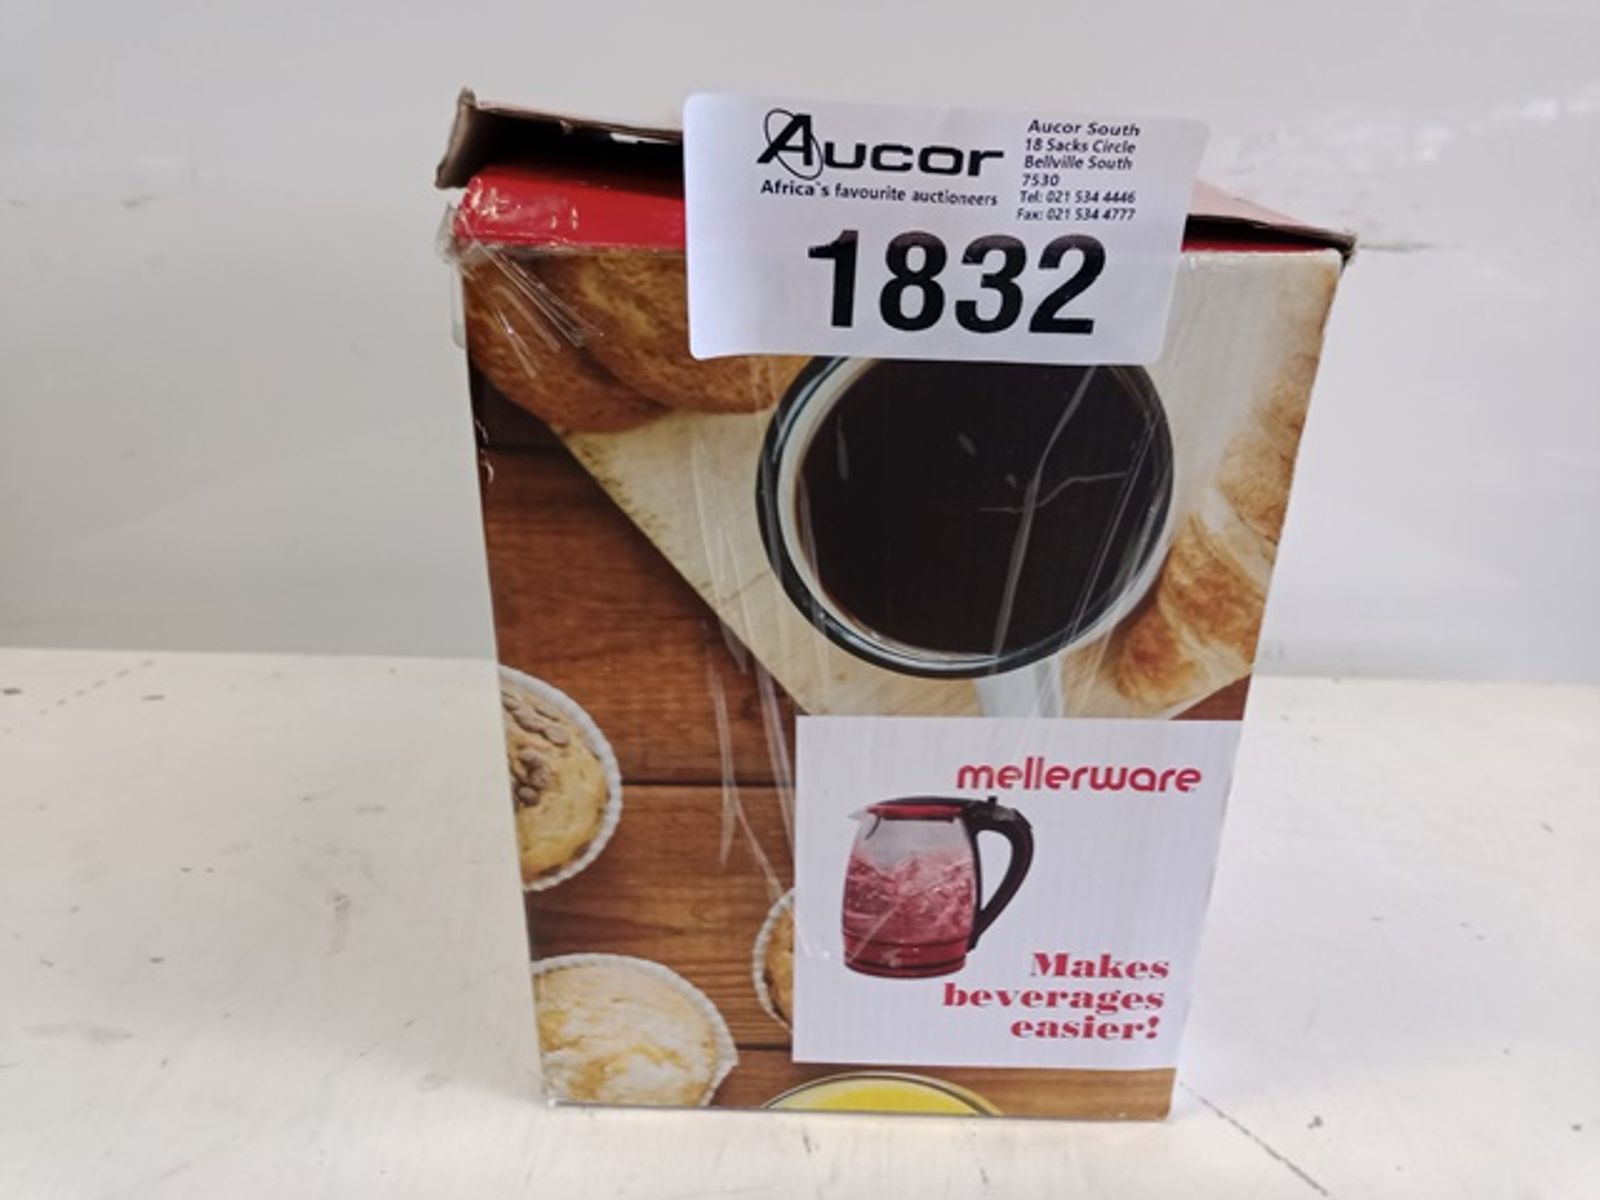 Aucor
Africa's favourite auctioneers
Aucor South
18 Sacks Circle
Bellville South
7530
Tel: 021 534 4446
Fax: 021 534 4777
1832
mellerware
Makes
beverages
easier!